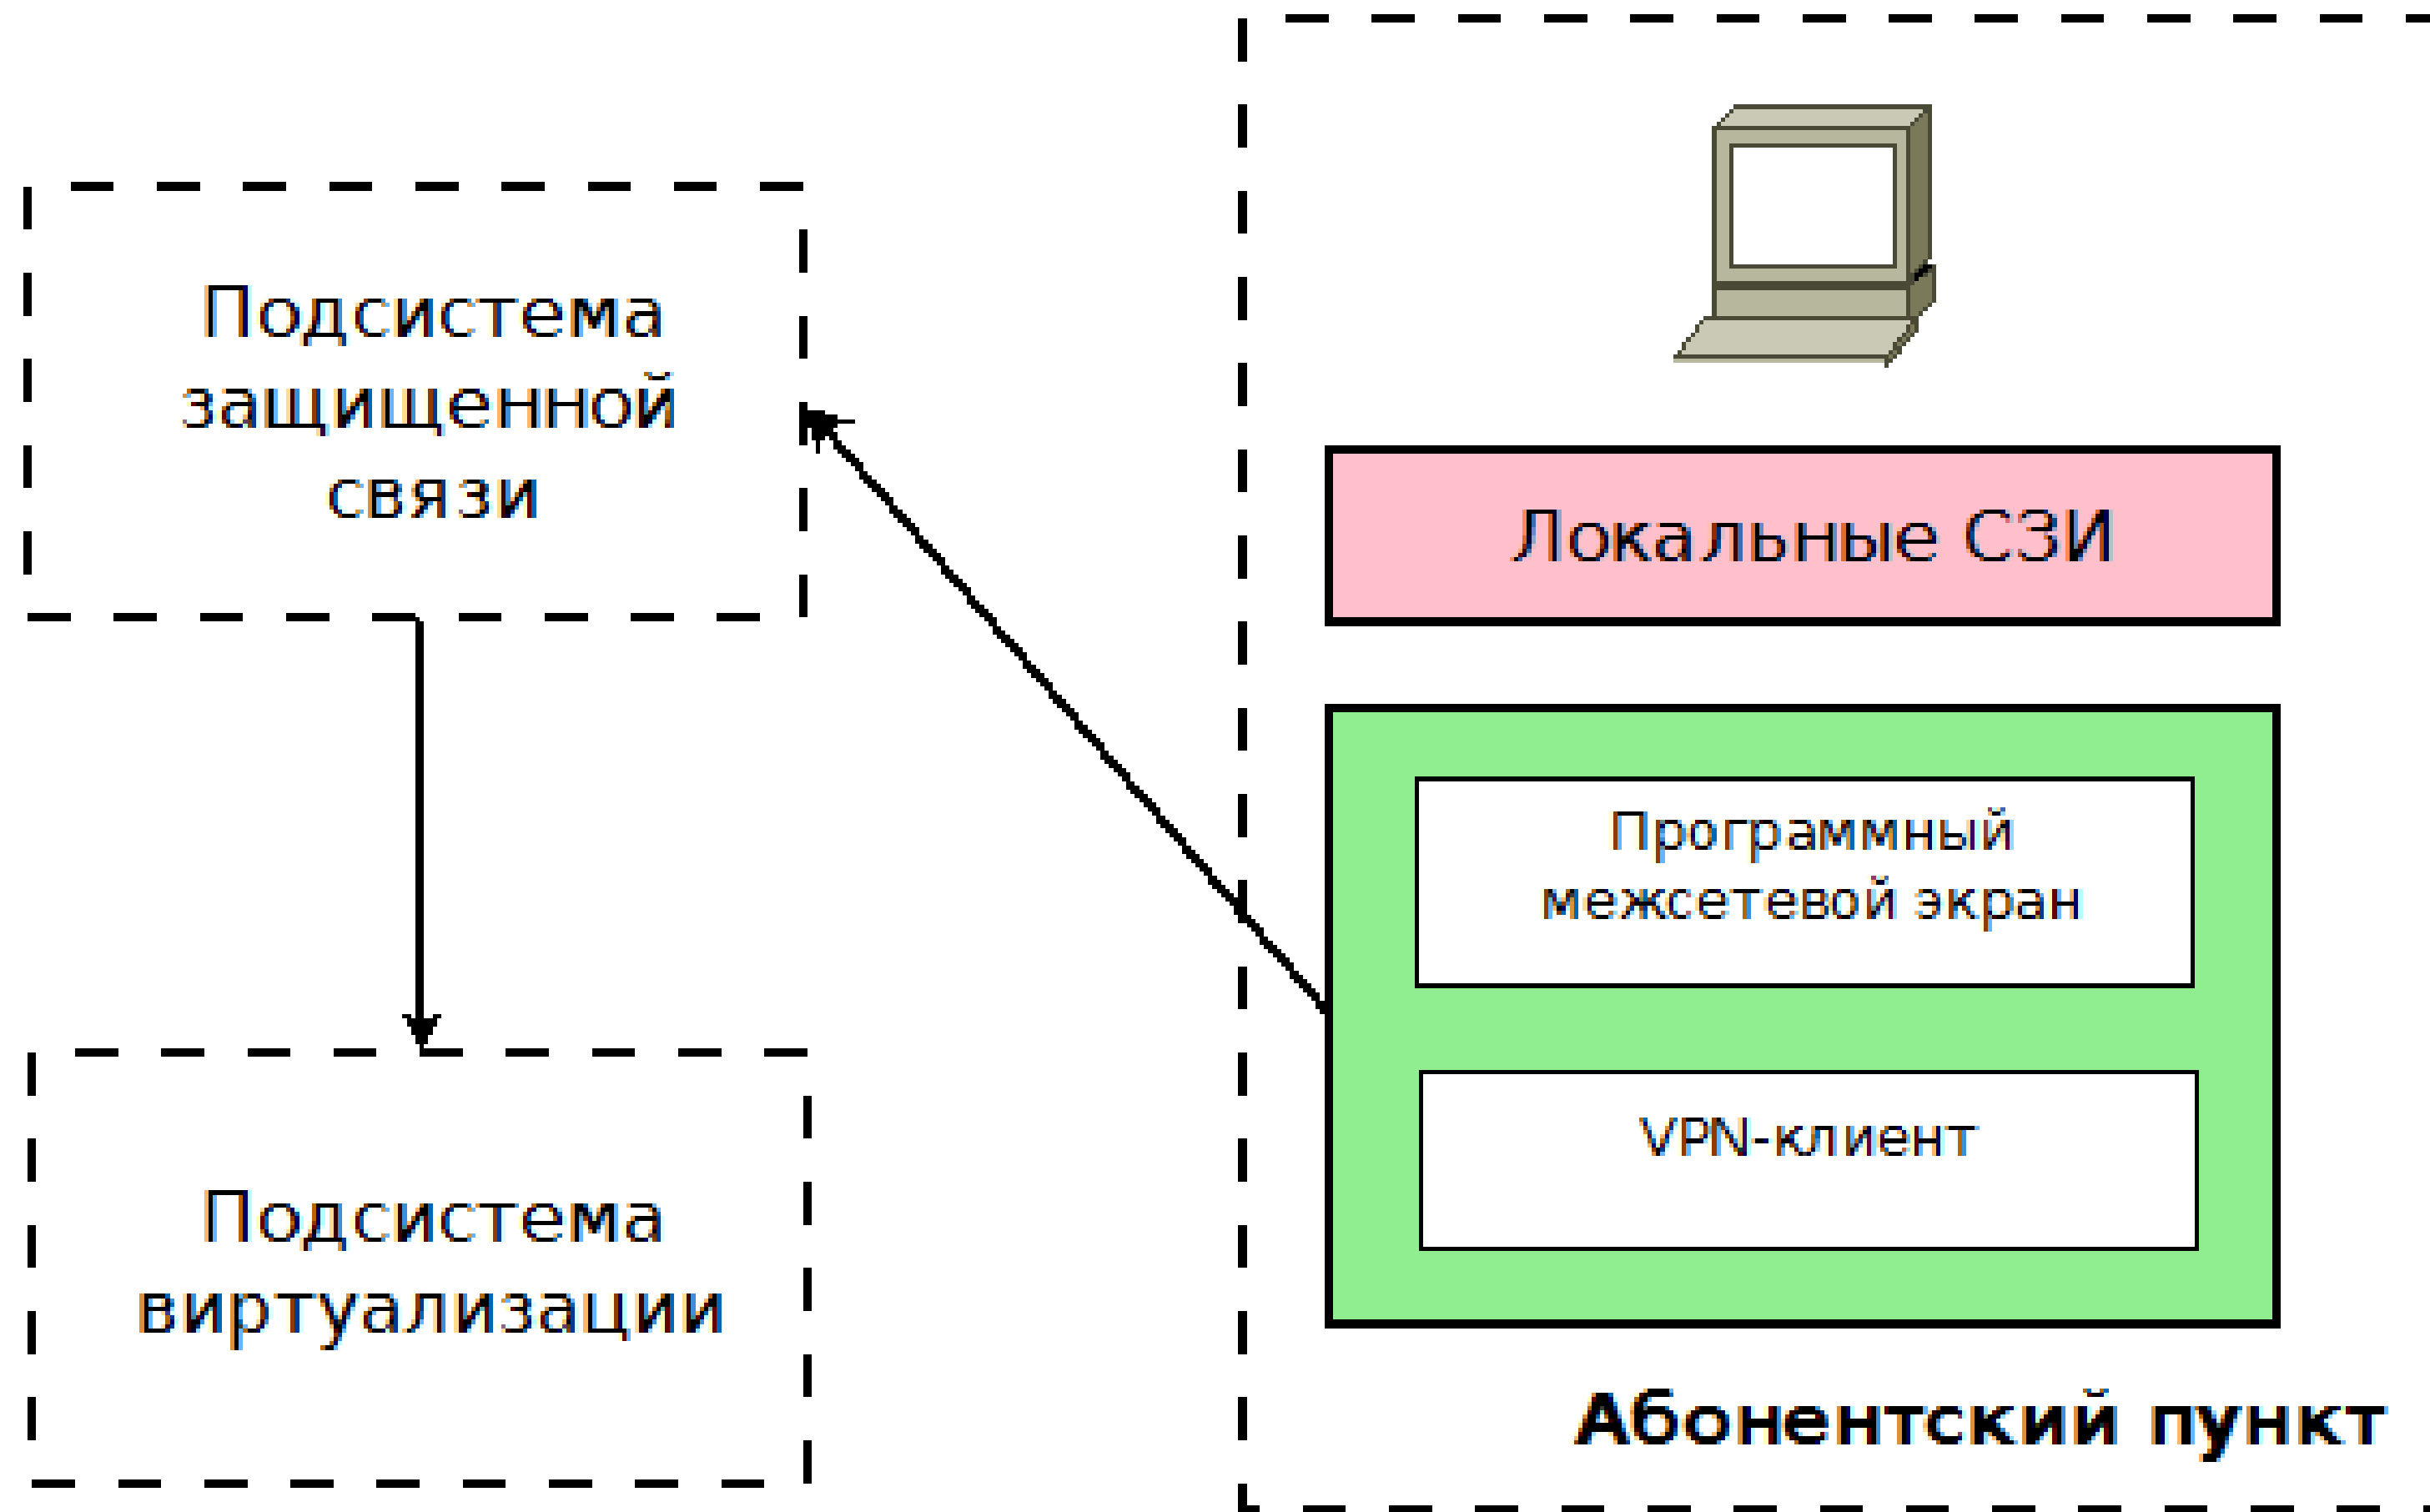 Подсистема
защищенной
связи
Подсистема
виртуализации
Локальные СЗИ
Программный
межсетевой экран
VPN-клиент
Абонентский пункт